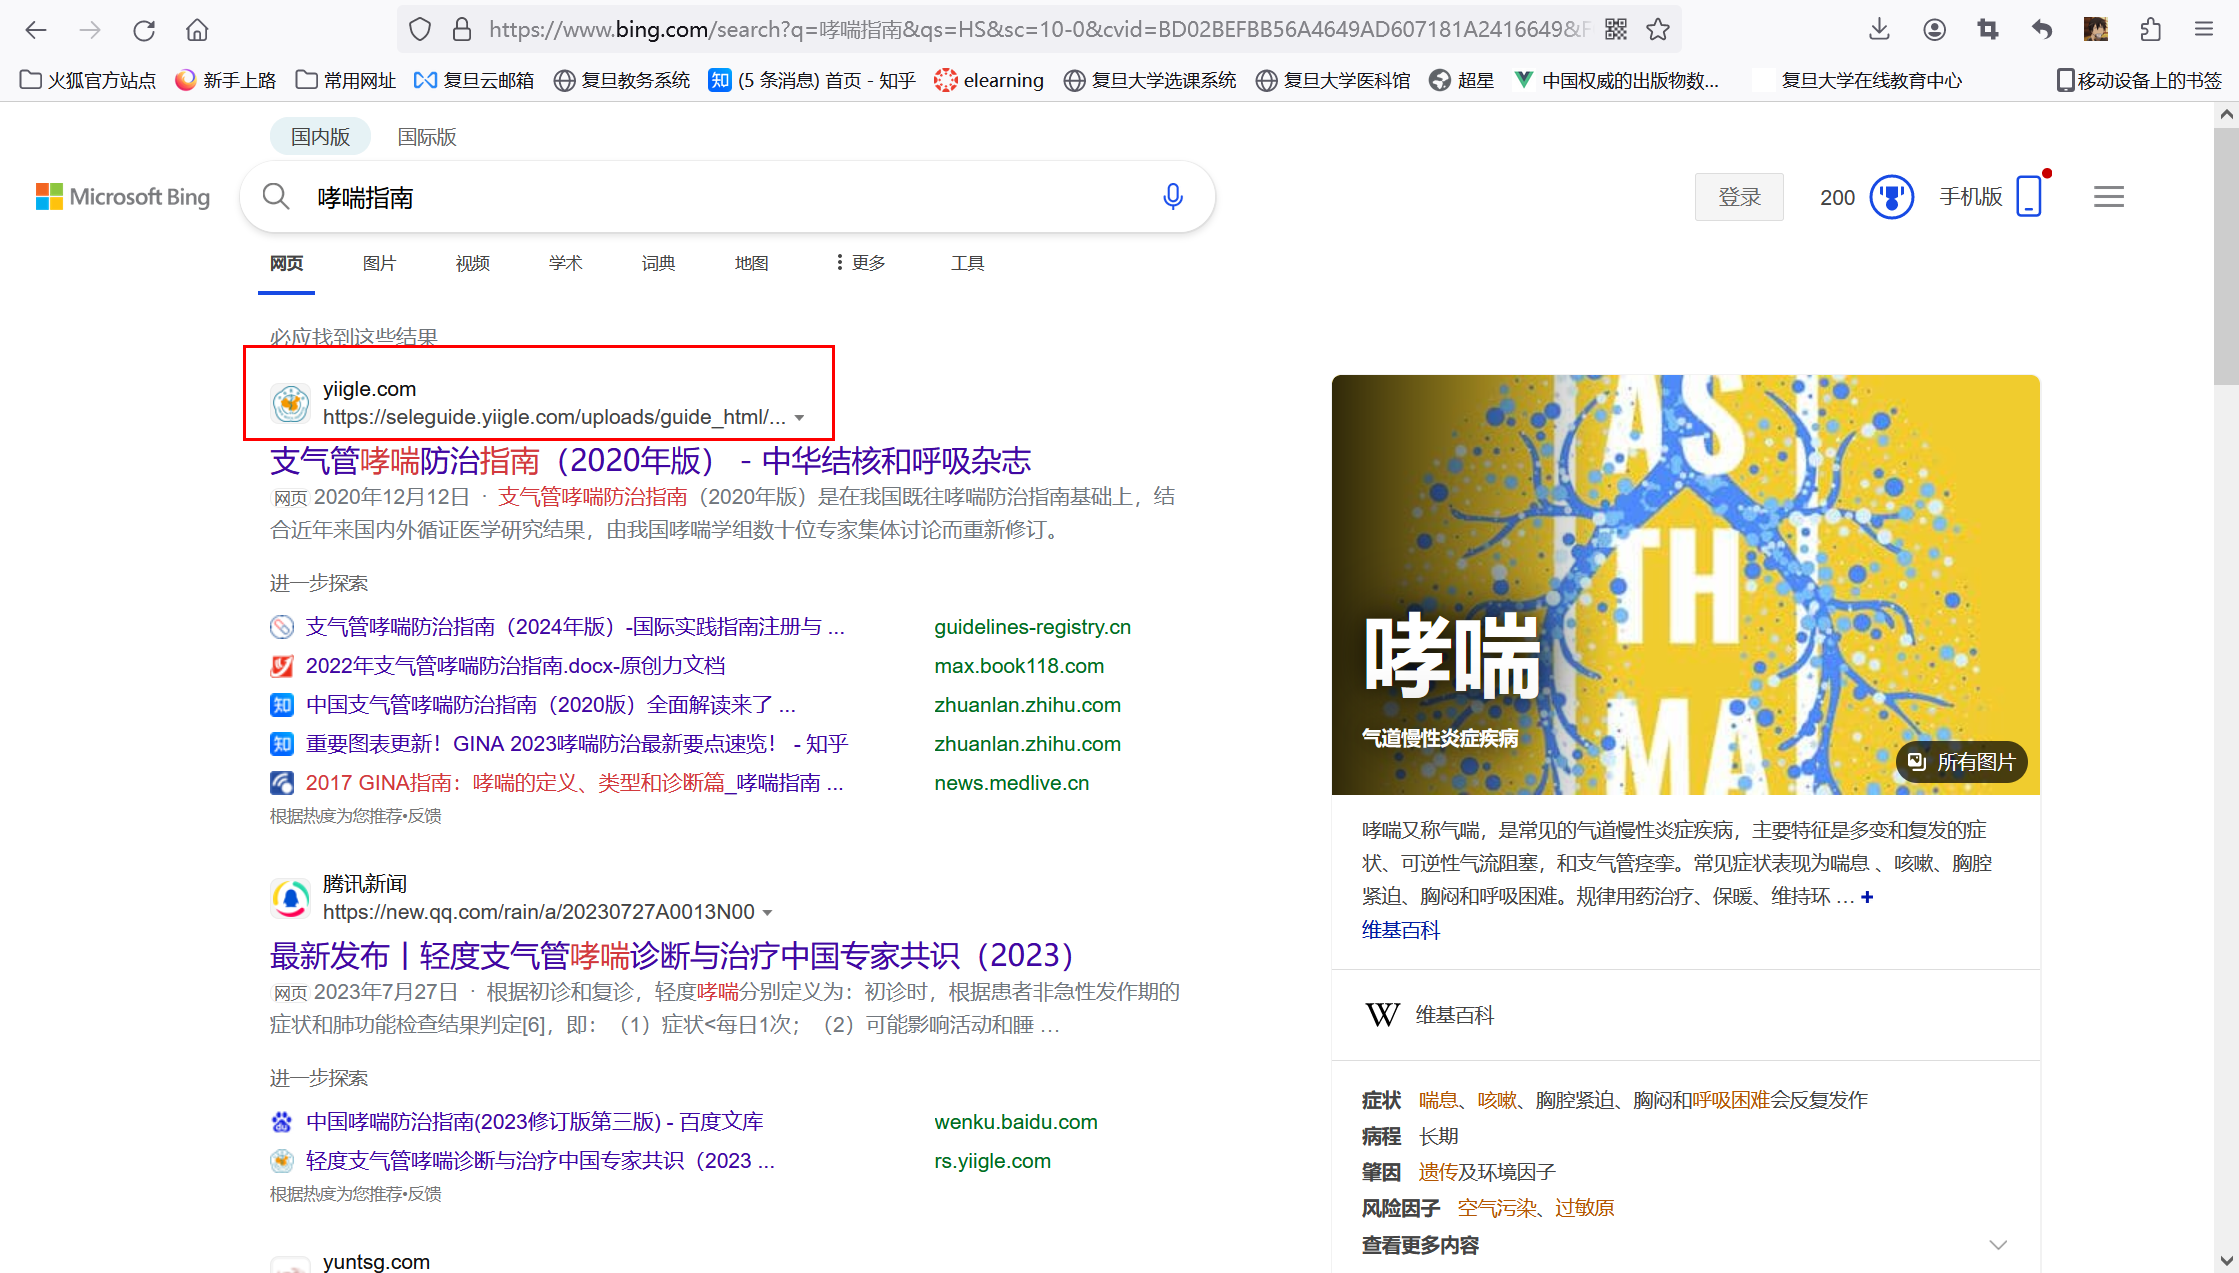 https://www.bing.com/search?q=哮喘指南&qs=HS&sc=10-0&cvid=BD02BEFBB56A4649AD607181A2416649&F
火狐官方站点 新手上路 常用网址 复旦云邮箱 复旦教务系统 知 (5 条消息) 首页 - 知乎 elearning 复旦大学选课系统 复旦大学医科馆 超星 中国权威的出版物数... 复旦大学在线教育中心 移动设备上的书签
国内版 国际版
Microsoft Bing 哮喘指南 登录 200 手机版
网页 图片 视频 学术 词典 地图 更多 工具
必应找到这些结果
yiigle.com
https://seleguide.yiigle.com/uploads/guide_html/...
支气管哮喘防治指南（2020年版） - 中华结核和呼吸杂志
网页 2020年12月12日 · 支气管哮喘防治指南（2020年版）是在我国既往哮喘防治指南基础上，结
合近年来国内外循证医学研究结果，由我国哮喘学组数十位专家集体讨论而重新修订。
进一步探索
支气管哮喘防治指南（2024年版）-国际实践指南注册与 ... guidelines-registry.cn
2022年支气管哮喘防治指南.docx-原创力文档 max.book118.com
知 中国支气管哮喘防治指南（2020版）全面解读来了 ... zhuanlan.zhihu.com
知 重要图表更新！GINA 2023哮喘防治最新要点速览！ - 知乎 zhuanlan.zhihu.com
2017 GINA指南：哮喘的定义、类型和诊断篇_哮喘指南 ... news.medlive.cn
根据热度为您推荐•反馈
腾讯新闻
https://new.qq.com/rain/a/20230727A0013N00
最新发布丨轻度支气管哮喘诊断与治疗中国专家共识（2023）
网页 2023年7月27日 · 根据初诊和复诊，轻度哮喘分别定义为：初诊时，根据患者非急性发作期的
症状和肺功能检查结果判定[6]，即：（1）症状<每日1次；（2）可能影响活动和睡 ...
进一步探索
中国哮喘防治指南(2023修订版第三版) - 百度文库 wenku.baidu.com
轻度支气管哮喘诊断与治疗中国专家共识（2023 ... rs.yiigle.com
根据热度为您推荐•反馈
yuntsg.com
AS
TH
MA
哮喘
气道慢性炎症疾病
所有图片
哮喘又称气喘，是常见的气道慢性炎症疾病，主要特征是多变和复发的症
状、可逆性气流阻塞，和支气管痉挛。常见症状表现为喘息 、咳嗽、胸腔
紧迫、胸闷和呼吸困难。规律用药治疗、保暖、维持环 ... +
维基百科
W 维基百科
症状 喘息、咳嗽、胸腔紧迫、胸闷和呼吸困难会反复发作
病程 长期
肇因 遗传及环境因子
风险因子 空气污染、过敏原
查看更多内容